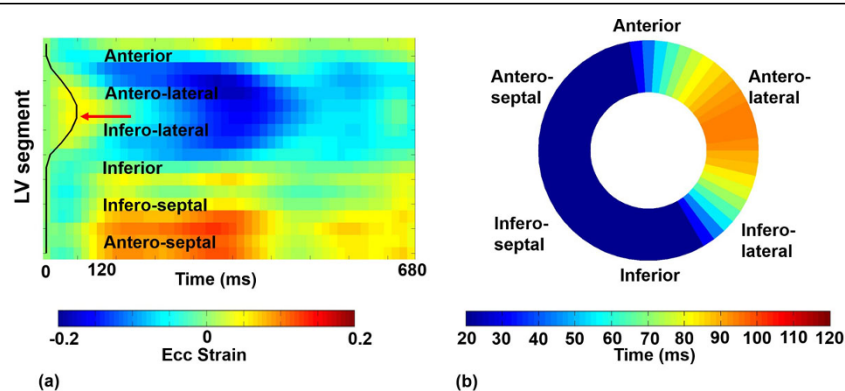 LV segment
Anterior
Antero-lateral
Infero-lateral
Inferior
Infero-septal
Antero-septal
0 120 680
Time (ms)
-0.2 0 0.2
Ecc Strain
(a)
Anterior
Antero-
septal
Antero-
lateral
Infero-
septal
Infero-
lateral
Inferior
20 30 40 50 60 70 80 90 100 110 120
Time (ms)
(b)